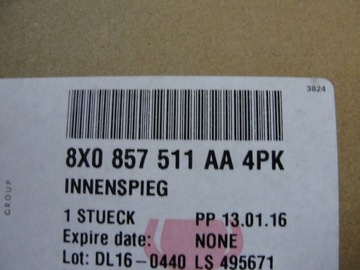 3824
8X0 857 511 AA 4PK
INNENSPIEG
GROUP
1 STUECK PP 13.01.16
Expire date: NONE
Lot: DL16-0440 LS 495671